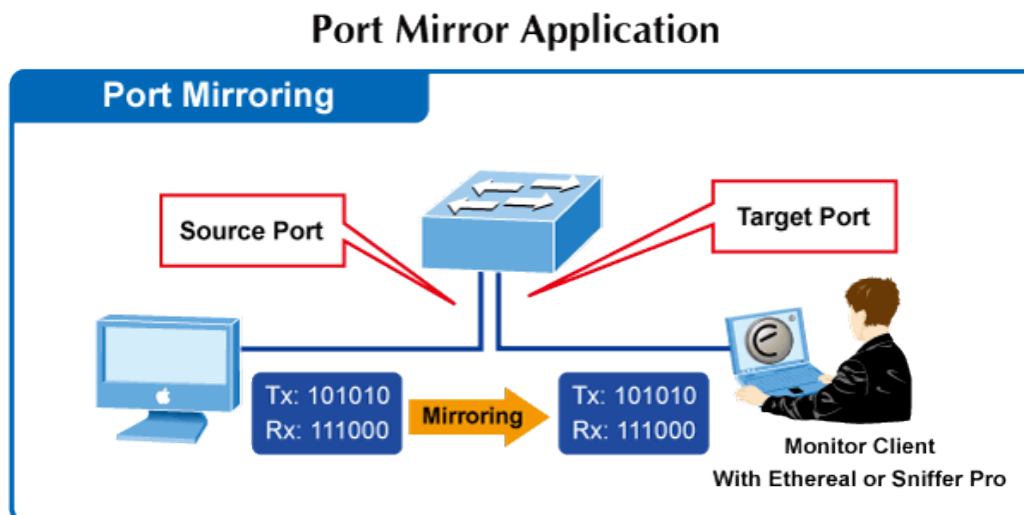 Port Mirror Application
Port Mirroring
Source Port
Target Port
Tx: 101010
Rx: 111000
Mirroring
Tx: 101010
Rx: 111000
Monitor Client
With Ethereal or Sniffer Pro